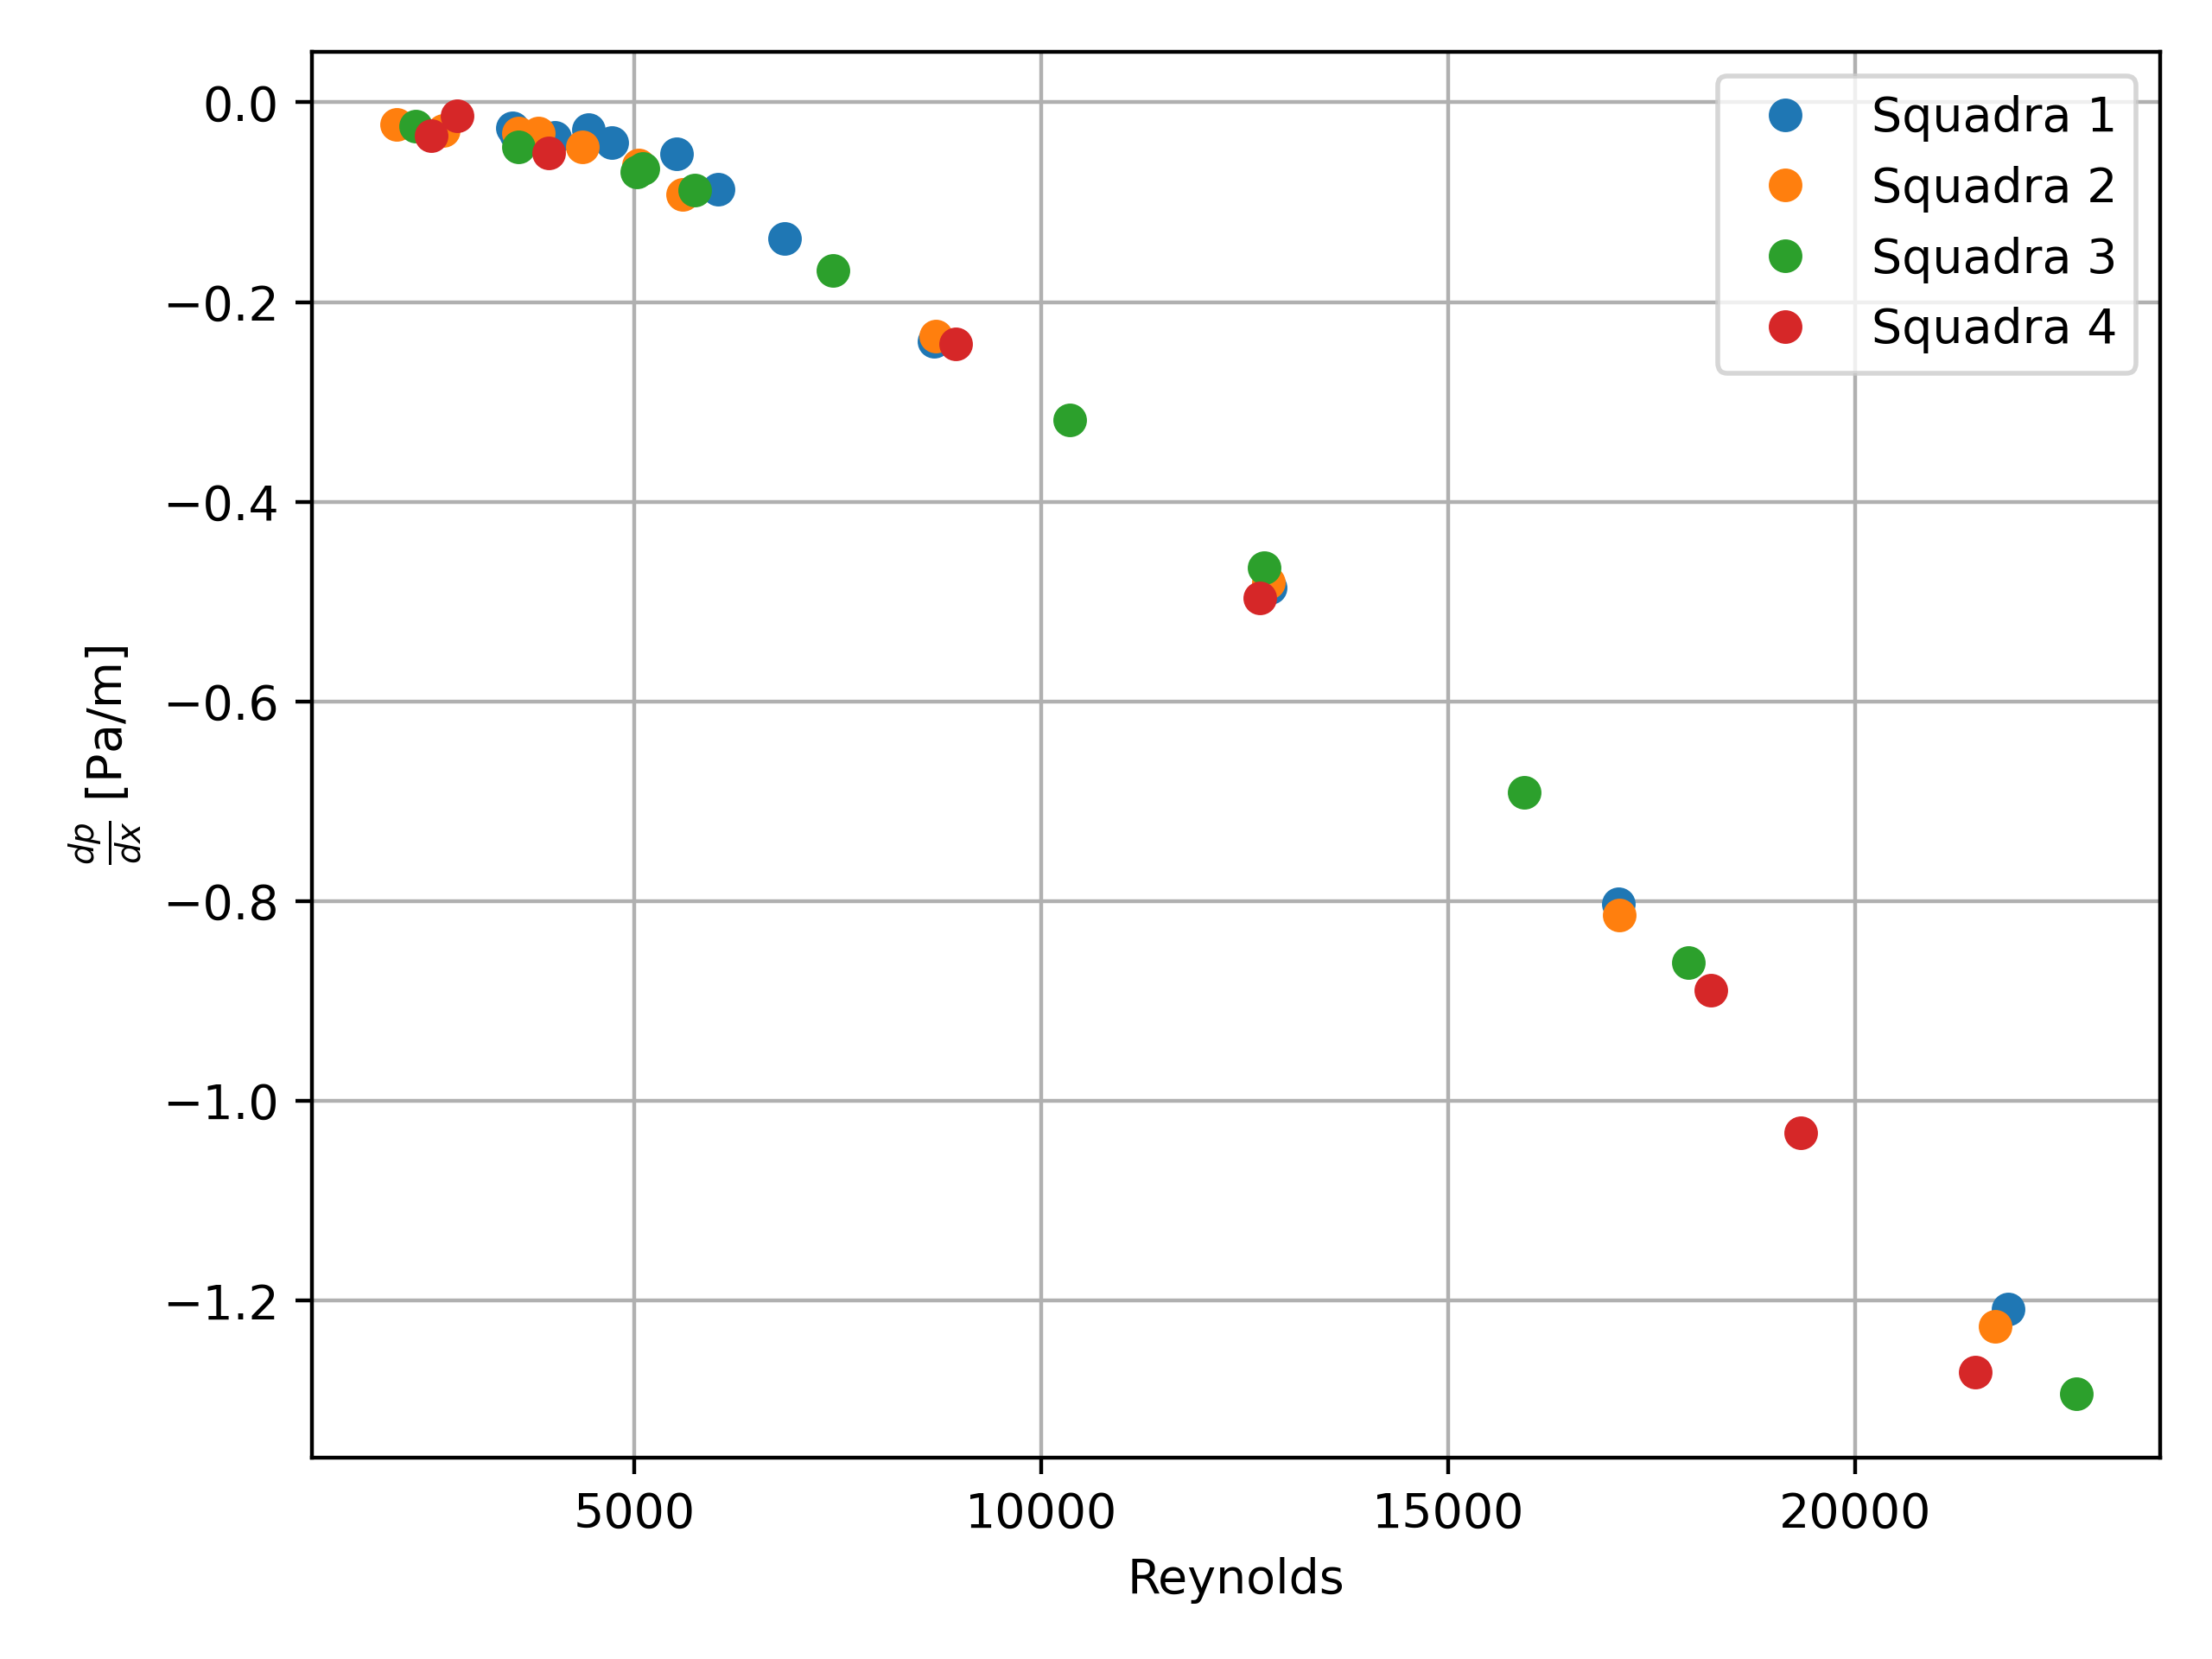 0.0
−0.2
−0.4
−0.6
−0.8
−1.0
−1.2
dp/dx [Pa/m]
5000 10000 15000 20000
Reynolds
Squadra 1
Squadra 2
Squadra 3
Squadra 4